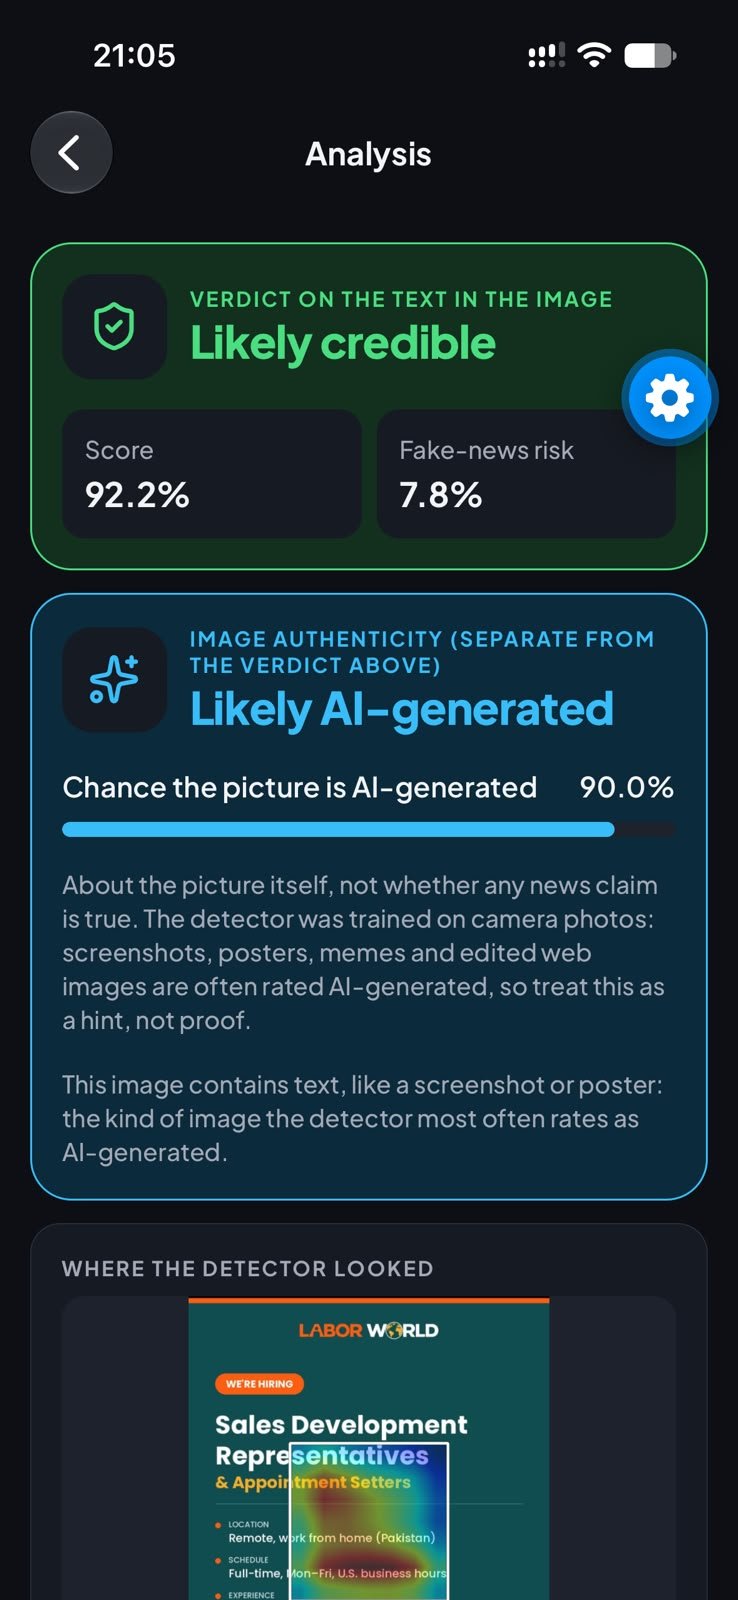 21:05
Analysis
VERDICT ON THE TEXT IN THE IMAGE
Likely credible
Score
92.2%
Fake-news risk
7.8%
IMAGE AUTHENTICITY (SEPARATE FROM
THE VERDICT ABOVE)
Likely AI-generated
Chance the picture is AI-generated 90.0%
About the picture itself, not whether any news claim
is true. The detector was trained on camera photos:
screenshots, posters, memes and edited web
images are often rated AI-generated, so treat this as
a hint, not proof.
This image contains text, like a screenshot or poster:
the kind of image the detector most often rates as
AI-generated.
WHERE THE DETECTOR LOOKED
LABOR WORLD
WE'RE HIRING
Sales Development
Representatives
& Appointment Setters
LOCATION
Remote, work from home (Pakistan)
SCHEDULE
Full-time, Mon–Fri, U.S. business hours
EXPERIENCE